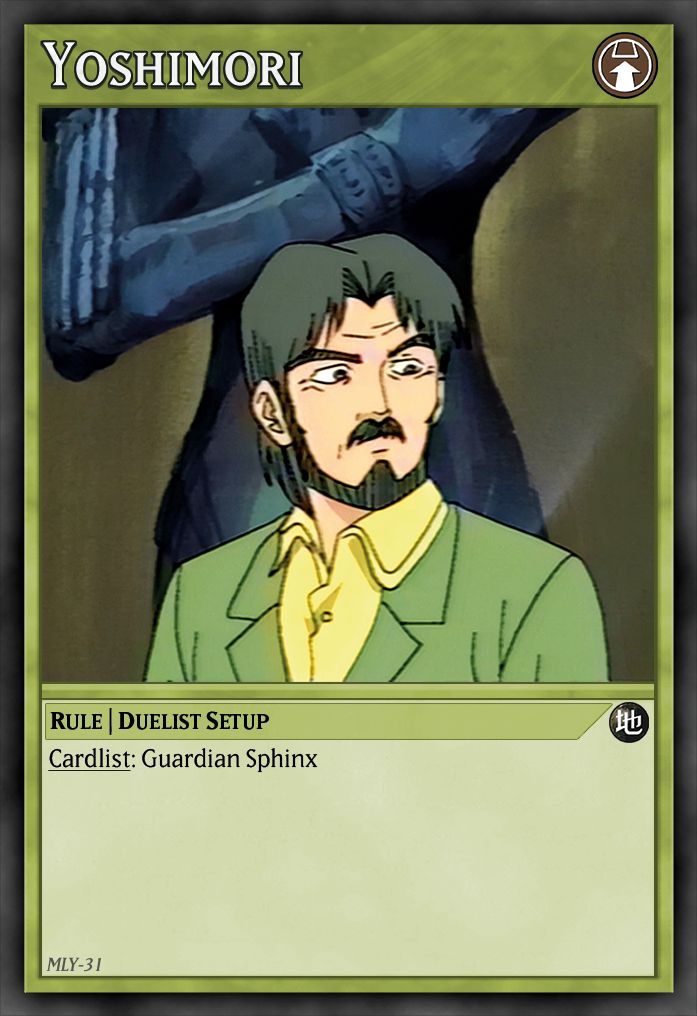 Yoshimori
Rule | Duelist Setup
地
Cardlist: Guardian Sphinx
MLY-31